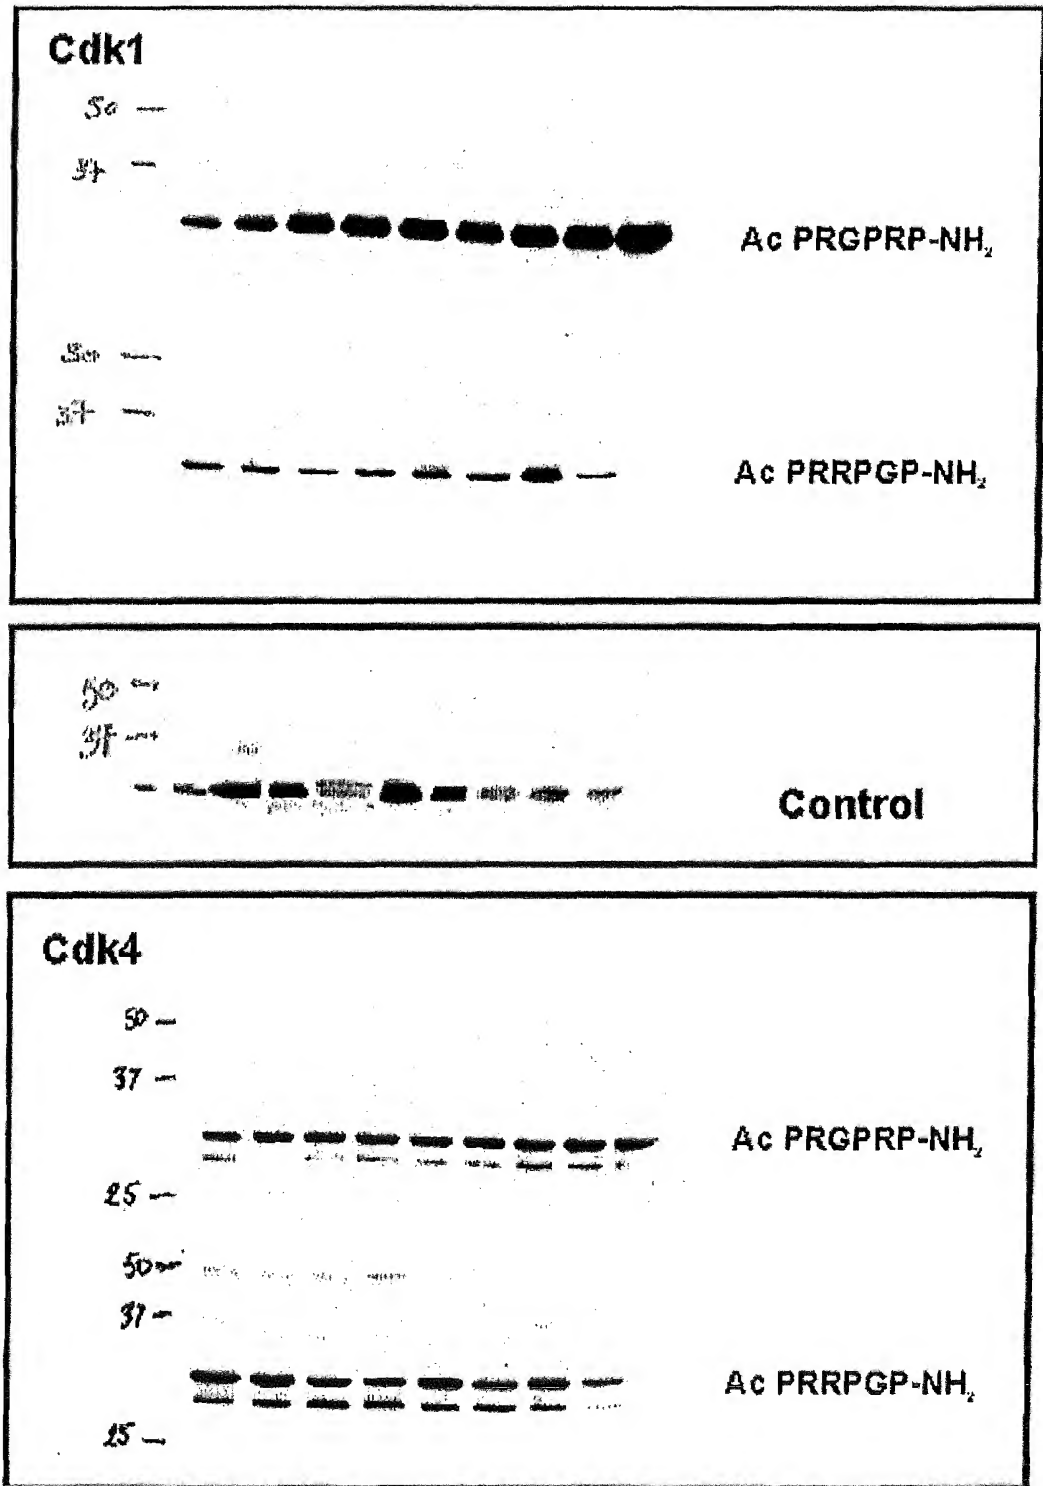 Cdk1
50
37
Ac PRGPRP-NH₂
50
37
Ac PRRPGP-NH₂
50
37
Control
Cdk4
50
37
Ac PRGPRP-NH₂
25
50
37
Ac PRRPGP-NH₂
25